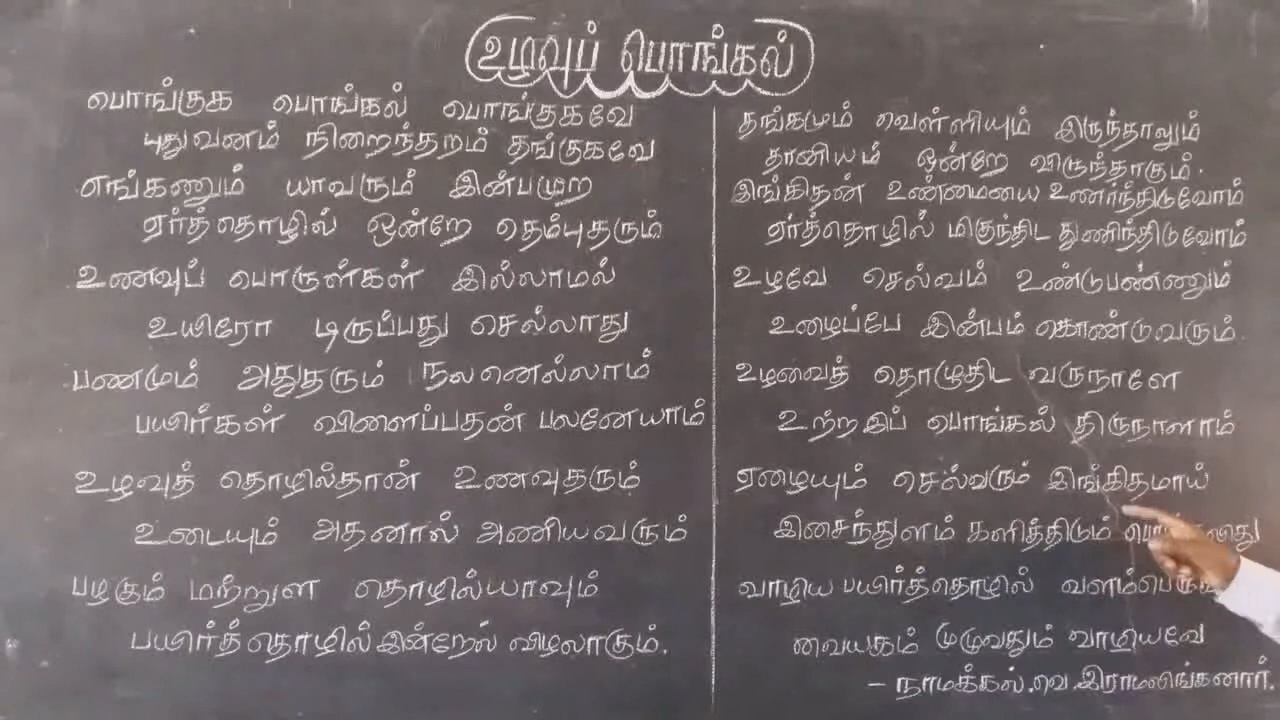 உழவுப் பொங்கல்
பொங்குக பொங்கல் பொங்குகவே
புதுவளம் நிறைந்தறம் தங்குகவே
எங்கணும் யாவரும் இன்பமுற
ஏர்த்தொழில் ஒன்றே தெம்புதரும்
உணவுப் பொருள்கள் இல்லாமல்
உயிரோ டிருப்பது செல்லாது
பணமும் அதுதரும் நலனெல்லாம்
பயிர்கள் விளைப்பதன் பலனேயாம்
உழவுத் தொழில்தான் உணவுதரும்
உடையும் அதனால் அணியவரும்
பழகும் மற்றுள தொழில்யாவும்
பயிர்த்தொழில் இன்றேல் விழலாகும்.
தங்கமும் வெள்ளியும் இருந்தாலும்
தானியம் ஒன்றே விருந்தாகும்.
இங்கிதன் உண்மையை உணர்ந்திடுவோம்
ஏர்த்தொழில் மிகுந்திட துணிந்திடுவோம்
உழவே செல்வம் உண்டுபண்ணும்
உழைப்பே இன்பம் கொண்டுவரும்.
உழவைத் தொழுதிட வருநாளே
உற்றஇப் பொங்கல் திருநாளாம்
ஏழையும் செல்வரும் இங்கிதமாய்
இசைந்துளம் களித்திடும்
வாழிய பயிர்த்தொழில்
வையகம் முழுவதும் வாழியவே
- நாமக்கல்.வெ.இராமலிங்கனார்.